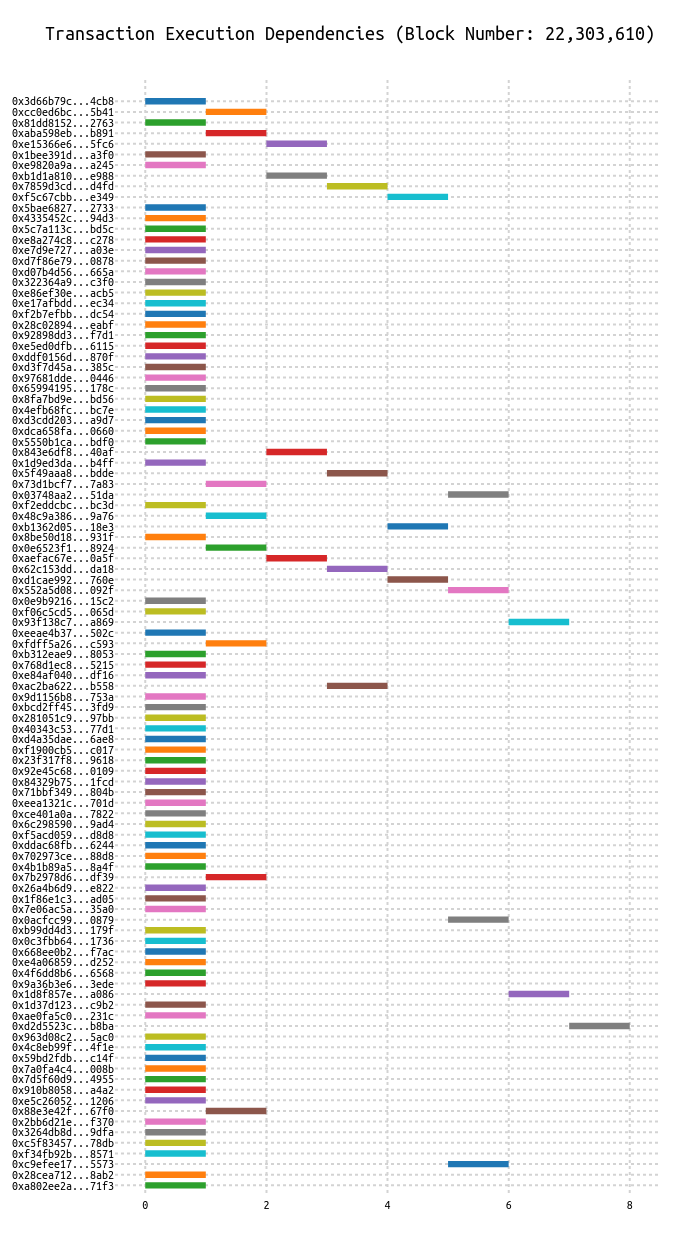 Transaction Execution Dependencies (Block Number: 22,303,610)
0x3d66b79c...4cb8
0xcc0ed6bc...5b41
0x81dd8152...2763
0xaba598eb...b891
0xe15366e6...5fc6
0x1bee391d...a3f0
0xe9820a9a...a245
0xb1d1a810...e988
0x7859d3cd...d4fd
0xf5c67cbb...e349
0x5bae6827...2733
0x4335452c...94d3
0x5c7a113c...bd5c
0xe8a274c8...c278
0xe7d9e727...a03e
0xd7f86e79...0878
0xd07b4d56...665a
0x322364a9...c3f0
0xe86ef30e...acb5
0xe17afbdd...ec34
0xf2b7efbb...dc54
0x28c02894...eabf
0x92898dd3...f7d1
0xe5ed0dfb...6115
0xddf0156d...870f
0xd3f7d45a...385c
0x97681dde...0446
0x65994195...178c
0x8fa7bd9e...bd56
0x4efb68fc...bc7e
0xd3cdd203...a9d7
0xdca658fa...0660
0x5550b1ca...bdf0
0x843e6df8...40af
0x1d9ed3da...b4ff
0x5f49aaa8...bdde
0x73d1bcf7...7a83
0x03748aa2...51da
0xf2eddcbc...bc3d
0x48c9a386...9a76
0xb1362d05...18e3
0x8be50d18...931f
0x0e6523f1...8924
0xaefac67e...0a5f
0x62c153dd...da18
0xd1cae992...760e
0x552a5d08...092f
0x0e9b9216...15c2
0xf06c5cd5...065d
0x93f138c7...a869
0xeeae4b37...502c
0xfdff5a26...c593
0xb312eae9...8053
0x768d1ec8...5215
0xe84af040...df16
0xac2ba622...b558
0x9d1156b8...753a
0xbcd2ff45...3fd9
0x281051c9...97bb
0x40343c53...77d1
0xd4a35dae...6ae8
0xf1900cb5...c017
0x23f317f8...9618
0x92e45c68...0109
0x84329b75...1fcd
0x71bbf349...804b
0xeea1321c...701d
0xce401a0a...7822
0x6c298590...9ad4
0xf5acd059...d8d8
0xddac68fb...6244
0x702973ce...88d8
0x4b1b89a5...8a4f
0x7b2978d6...df39
0x26a4b6d9...e822
0x1f86e1c3...ad05
0x7e06ac5a...35a0
0x0acfcc99...0879
0xb99dd4d3...179f
0x0c3fbb64...1736
0x668ee0b2...f7ac
0xe4a06859...d252
0x4f6dd8b6...6568
0x9a36b3e6...3ede
0x1d8f857e...a086
0x1d37d123...c9b2
0xae0fa5c0...231c
0xd2d5523c...b8ba
0x963d08c2...5ac0
0x4c8eb99f...4f1e
0x59bd2fdb...c14f
0x7a0fa4c4...008b
0x7d5f60d9...4955
0x910b8058...a4a2
0xe5c26052...1206
0x88e3e42f...67f0
0x2bb6d21e...f370
0x3264db8d...9dfa
0xc5f83457...78db
0xf34fb92b...8571
0xc9efee17...5573
0x28cea712...8ab2
0xa802ee2a...71f3
0 2 4 6 8